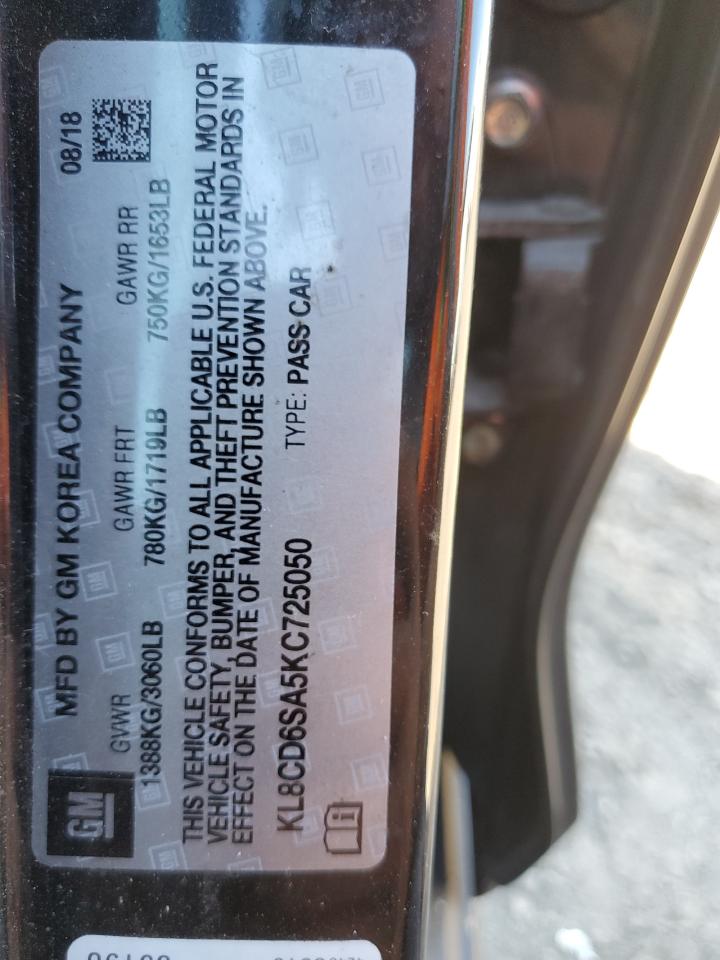 GM
MFD BY GM KOREA COMPANY 08/18
GVWR GAWR FRT GAWR RR
1388KG/3060LB 780KG/1719LB 750KG/1653LB
THIS VEHICLE CONFORMS TO ALL APPLICABLE U.S. FEDERAL MOTOR
VEHICLE SAFETY, BUMPER, AND THEFT PREVENTION STANDARDS IN
EFFECT ON THE DATE OF MANUFACTURE SHOWN ABOVE.
KL8CD6SA5KC725050 TYPE: PASS CAR